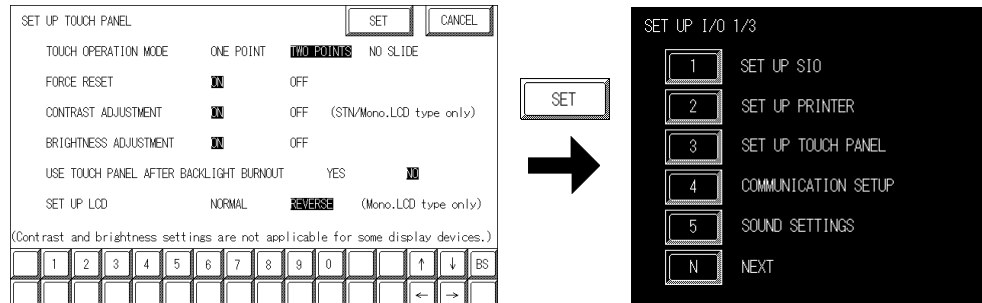 SET UP TOUCH PANEL SET CANCEL
TOUCH OPERATION MODE ONE POINT TWO POINTS NO SLIDE
FORCE RESET ON OFF
CONTRAST ADJUSTMENT ON OFF (STN/Mono.LCD type only)
BRIGHTNESS ADJUSTMENT ON OFF
USE TOUCH PANEL AFTER BACKLIGHT BURNOUT YES NO
SET UP LCD NORMAL REVERSE (Mono.LCD type only)
(Contrast and brightness settings are not applicable for some display devices.)
1 2 3 4 5 6 7 8 9 0 ↑ ↓ BS
← →
SET
SET UP I/O 1/3
1 SET UP SIO
2 SET UP PRINTER
3 SET UP TOUCH PANEL
4 COMMUNICATION SETUP
5 SOUND SETTINGS
N NEXT